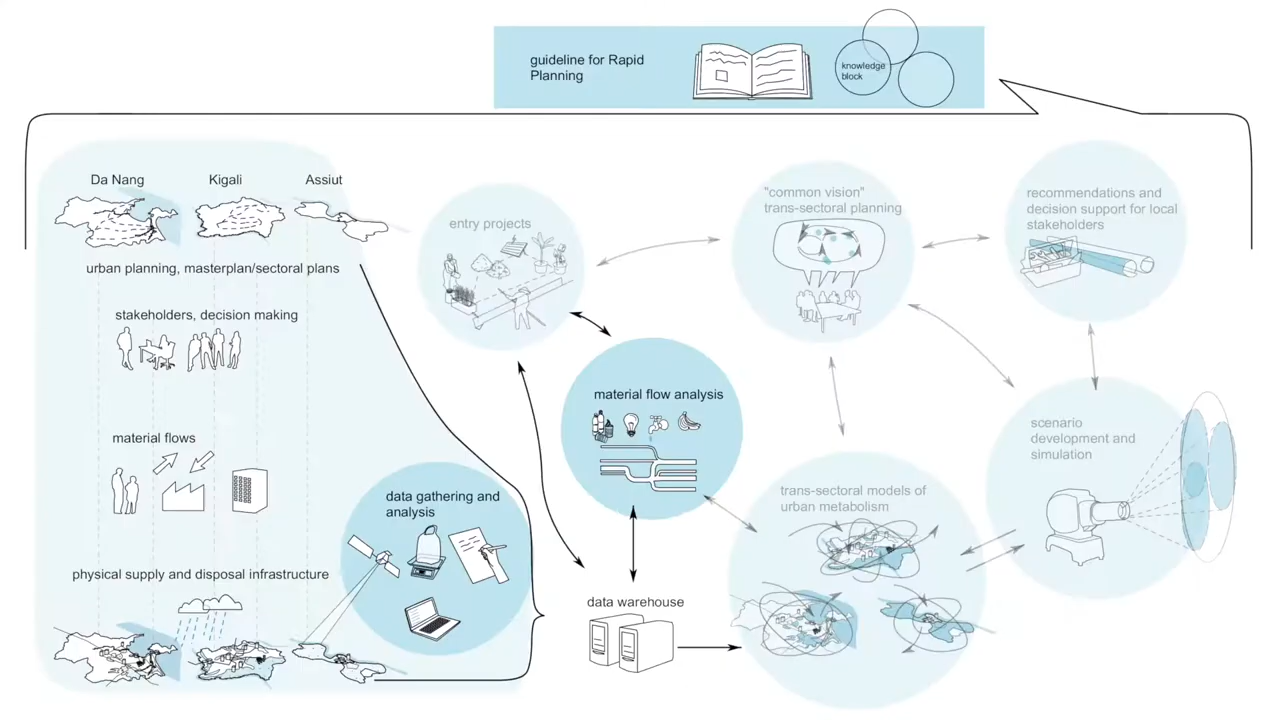 guideline for Rapid
Planning
knowledge
block
Da Nang
Kigali
Assiut
urban planning, masterplan/sectoral plans
stakeholders, decision making
material flows
physical supply and disposal infrastructure
data gathering and
analysis
entry projects
material flow analysis
data warehouse
"common vision"
trans-sectoral planning
trans-sectoral models of
urban metabolism
recommendations and
decision support for local
stakeholders
scenario
development and
simulation